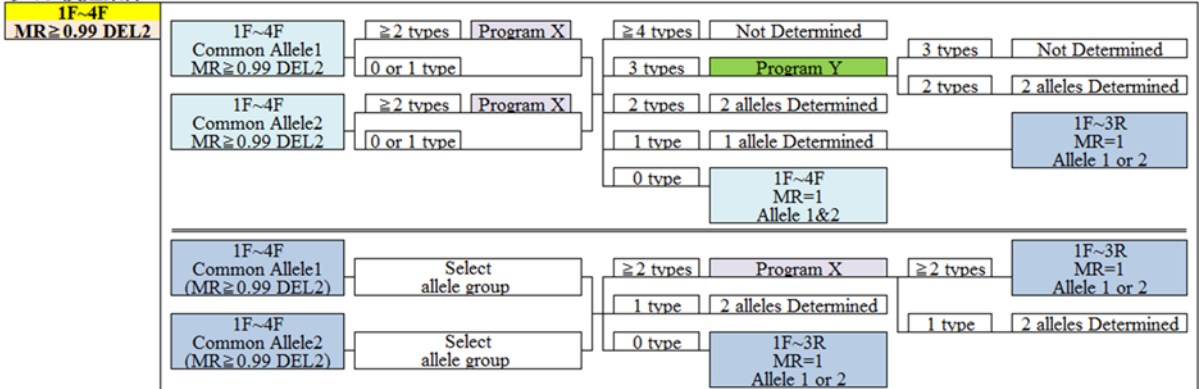 1F~4F
MR≧0.99 DEL2
1F~4F
Common Allele1
MR≧0.99 DEL2
≧2 types
Program X
0 or 1 type
1F~4F
Common Allele2
MR≧0.99 DEL2
≧2 types
Program X
0 or 1 type
≧4 types
Not Determined
3 types
Program Y
2 types
2 alleles Determined
1 type
1 allele Determined
0 type
1F~4F
MR=1
Allele 1&2
3 types
Not Determined
2 types
2 alleles Determined
1F~3R
MR=1
Allele 1 or 2
1F~4F
Common Allele1
(MR≧0.99 DEL2)
Select
allele group
1F~4F
Common Allele2
(MR≧0.99 DEL2)
Select
allele group
≧2 types
Program X
1 type
2 alleles Determined
0 type
1F~3R
MR=1
Allele 1 or 2
≧2 types
1F~3R
MR=1
Allele 1 or 2
1 type
2 alleles Determined